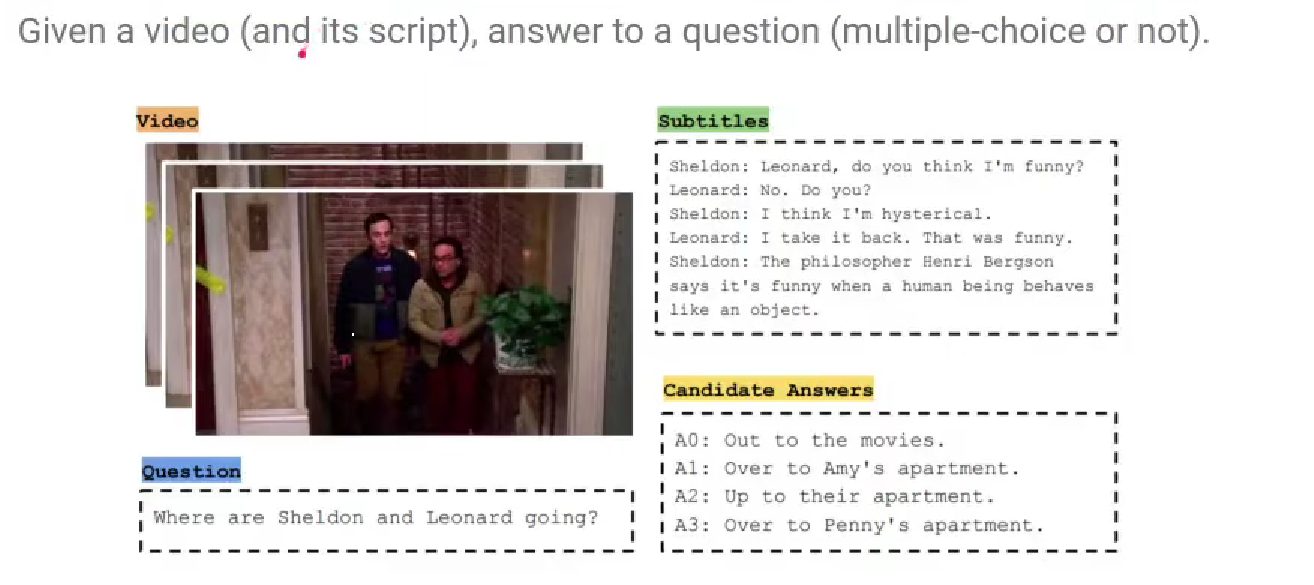 Given a video (and its script), answer to a question (multiple-choice or not).
Video
Subtitles
Sheldon: Leonard, do you think I'm funny?
Leonard: No. Do you?
Sheldon: I think I'm hysterical.
Leonard: I take it back. That was funny.
Sheldon: The philosopher Henri Bergson
says it's funny when a human being behaves
like an object.
Question
Where are Sheldon and Leonard going?
Candidate Answers
A0: Out to the movies.
A1: Over to Amy's apartment.
A2: Up to their apartment.
A3: Over to Penny's apartment.